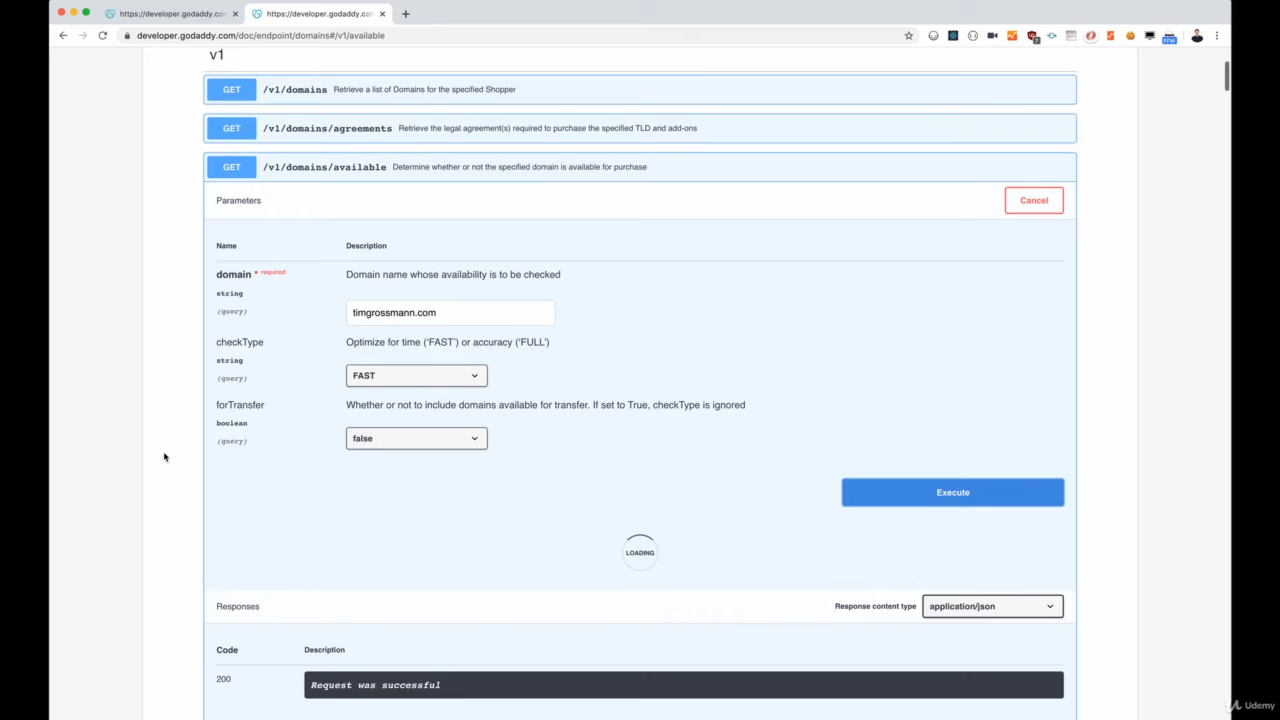 https://developer.godaddy.com
https://developer.godaddy.com
developer.godaddy.com/doc/endpoint/domains#/v1/available
v1
GET /v1/domains Retrieve a list of Domains for the specified Shopper
GET /v1/domains/agreements Retrieve the legal agreement(s) required to purchase the specified TLD and add-ons
GET /v1/domains/available Determine whether or not the specified domain is available for purchase
Parameters Cancel
Name Description
domain * required Domain name whose availability is to be checked
string
(query) timgrossmann.com
checkType Optimize for time ('FAST') or accuracy ('FULL')
string
(query) FAST
forTransfer Whether or not to include domains available for transfer. If set to True, checkType is ignored
boolean
(query) false
Execute
LOADING
Responses Response content type application/json
Code Description
200 Request was successful
Udemy